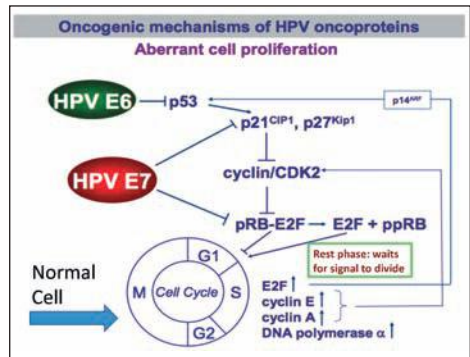 Oncogenic mechanisms of HPV oncoproteins
Aberrant cell proliferation
HPV E6
p53
p14ARF
p21CIP1, p27Kip1
HPV E7
cyclin/CDK2
pRB-E2F → E2F + ppRB
Rest phase: waits
for signal to divide
Normal
Cell
G1
M
Cell Cycle
S
G2
E2F↑
cyclin E↑
cyclin A↑
DNA polymerase α↑